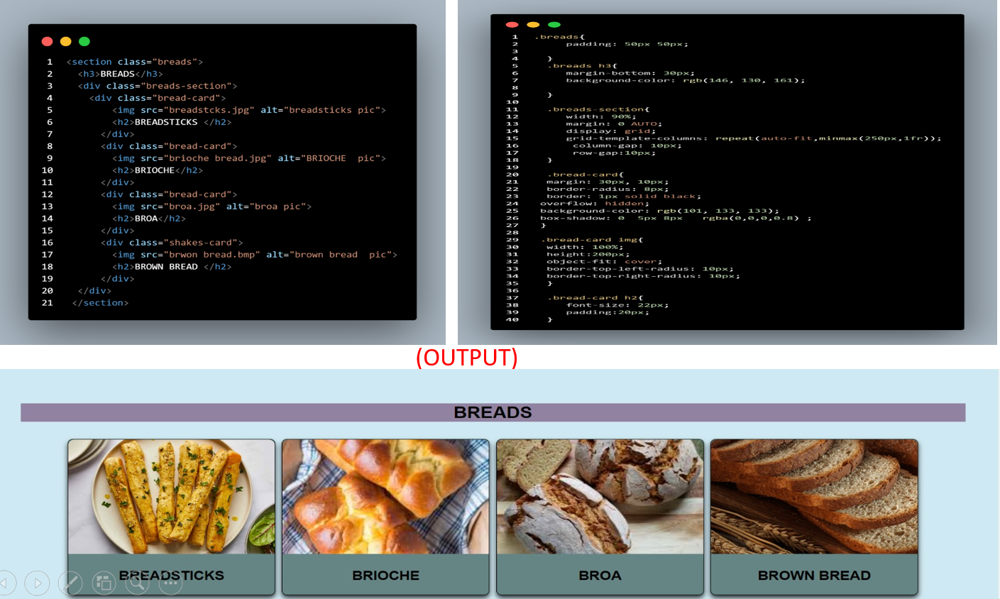 1 <section class="breads">
2 <h3>BREADS</h3>
3 <div class="breads-section">
4 <div class="bread-card">
5 <img src="breadstcks.jpg" alt="breadsticks pic">
6 <h2>BREADSTICKS </h2>
7 </div>
8 <div class="bread-card">
9 <img src="brioche bread.jpg" alt="BRIOCHE  pic">
10 <h2>BRIOCHE</h2>
11 </div>
12 <div class="bread-card">
13 <img src="broa.jpg" alt="broa pic">
14 <h2>BROA</h2>
15 </div>
16 <div class="shakes-card">
17 <img src="brwon bread.bmp" alt="brown bread  pic">
18 <h2>BROWN BREAD </h2>
19 </div>
20 </div>
21 </section>
1 .breads{
2 padding: 50px 50px;
3
4 }
5 .breads h3{
6 margin-bottom: 30px;
7 background-color: rgb(146, 130, 161);
8
9 }
10
11 .breads-section{
12 width: 90%;
13 margin: 0 AUTO;
14 display: grid;
15 grid-template-columns: repeat(auto-fit,minmax(250px,1fr));
16 column-gap: 10px;
17 row-gap:10px;
18 }
19
20 .bread-card{
21 margin: 30px, 10px;
22 border-radius: 8px;
23 border: 1px solid black;
24 overflow: hidden;
25 background-color: rgb(101, 133, 133);
26 box-shadow: 0  5px 8px   rgba(0,0,0,0.8) ;
27 }
28
29 .bread-card img{
30 width: 100%;
31 height:200px;
32 object-fit: cover;
33 border-top-left-radius: 10px;
34 border-top-right-radius: 10px;
35 }
36
37 .bread-card h2{
38 font-size: 22px;
39 padding:20px;
40 }
(OUTPUT)
BREADS
BREADSTICKS
BRIOCHE
BROA
BROWN BREAD